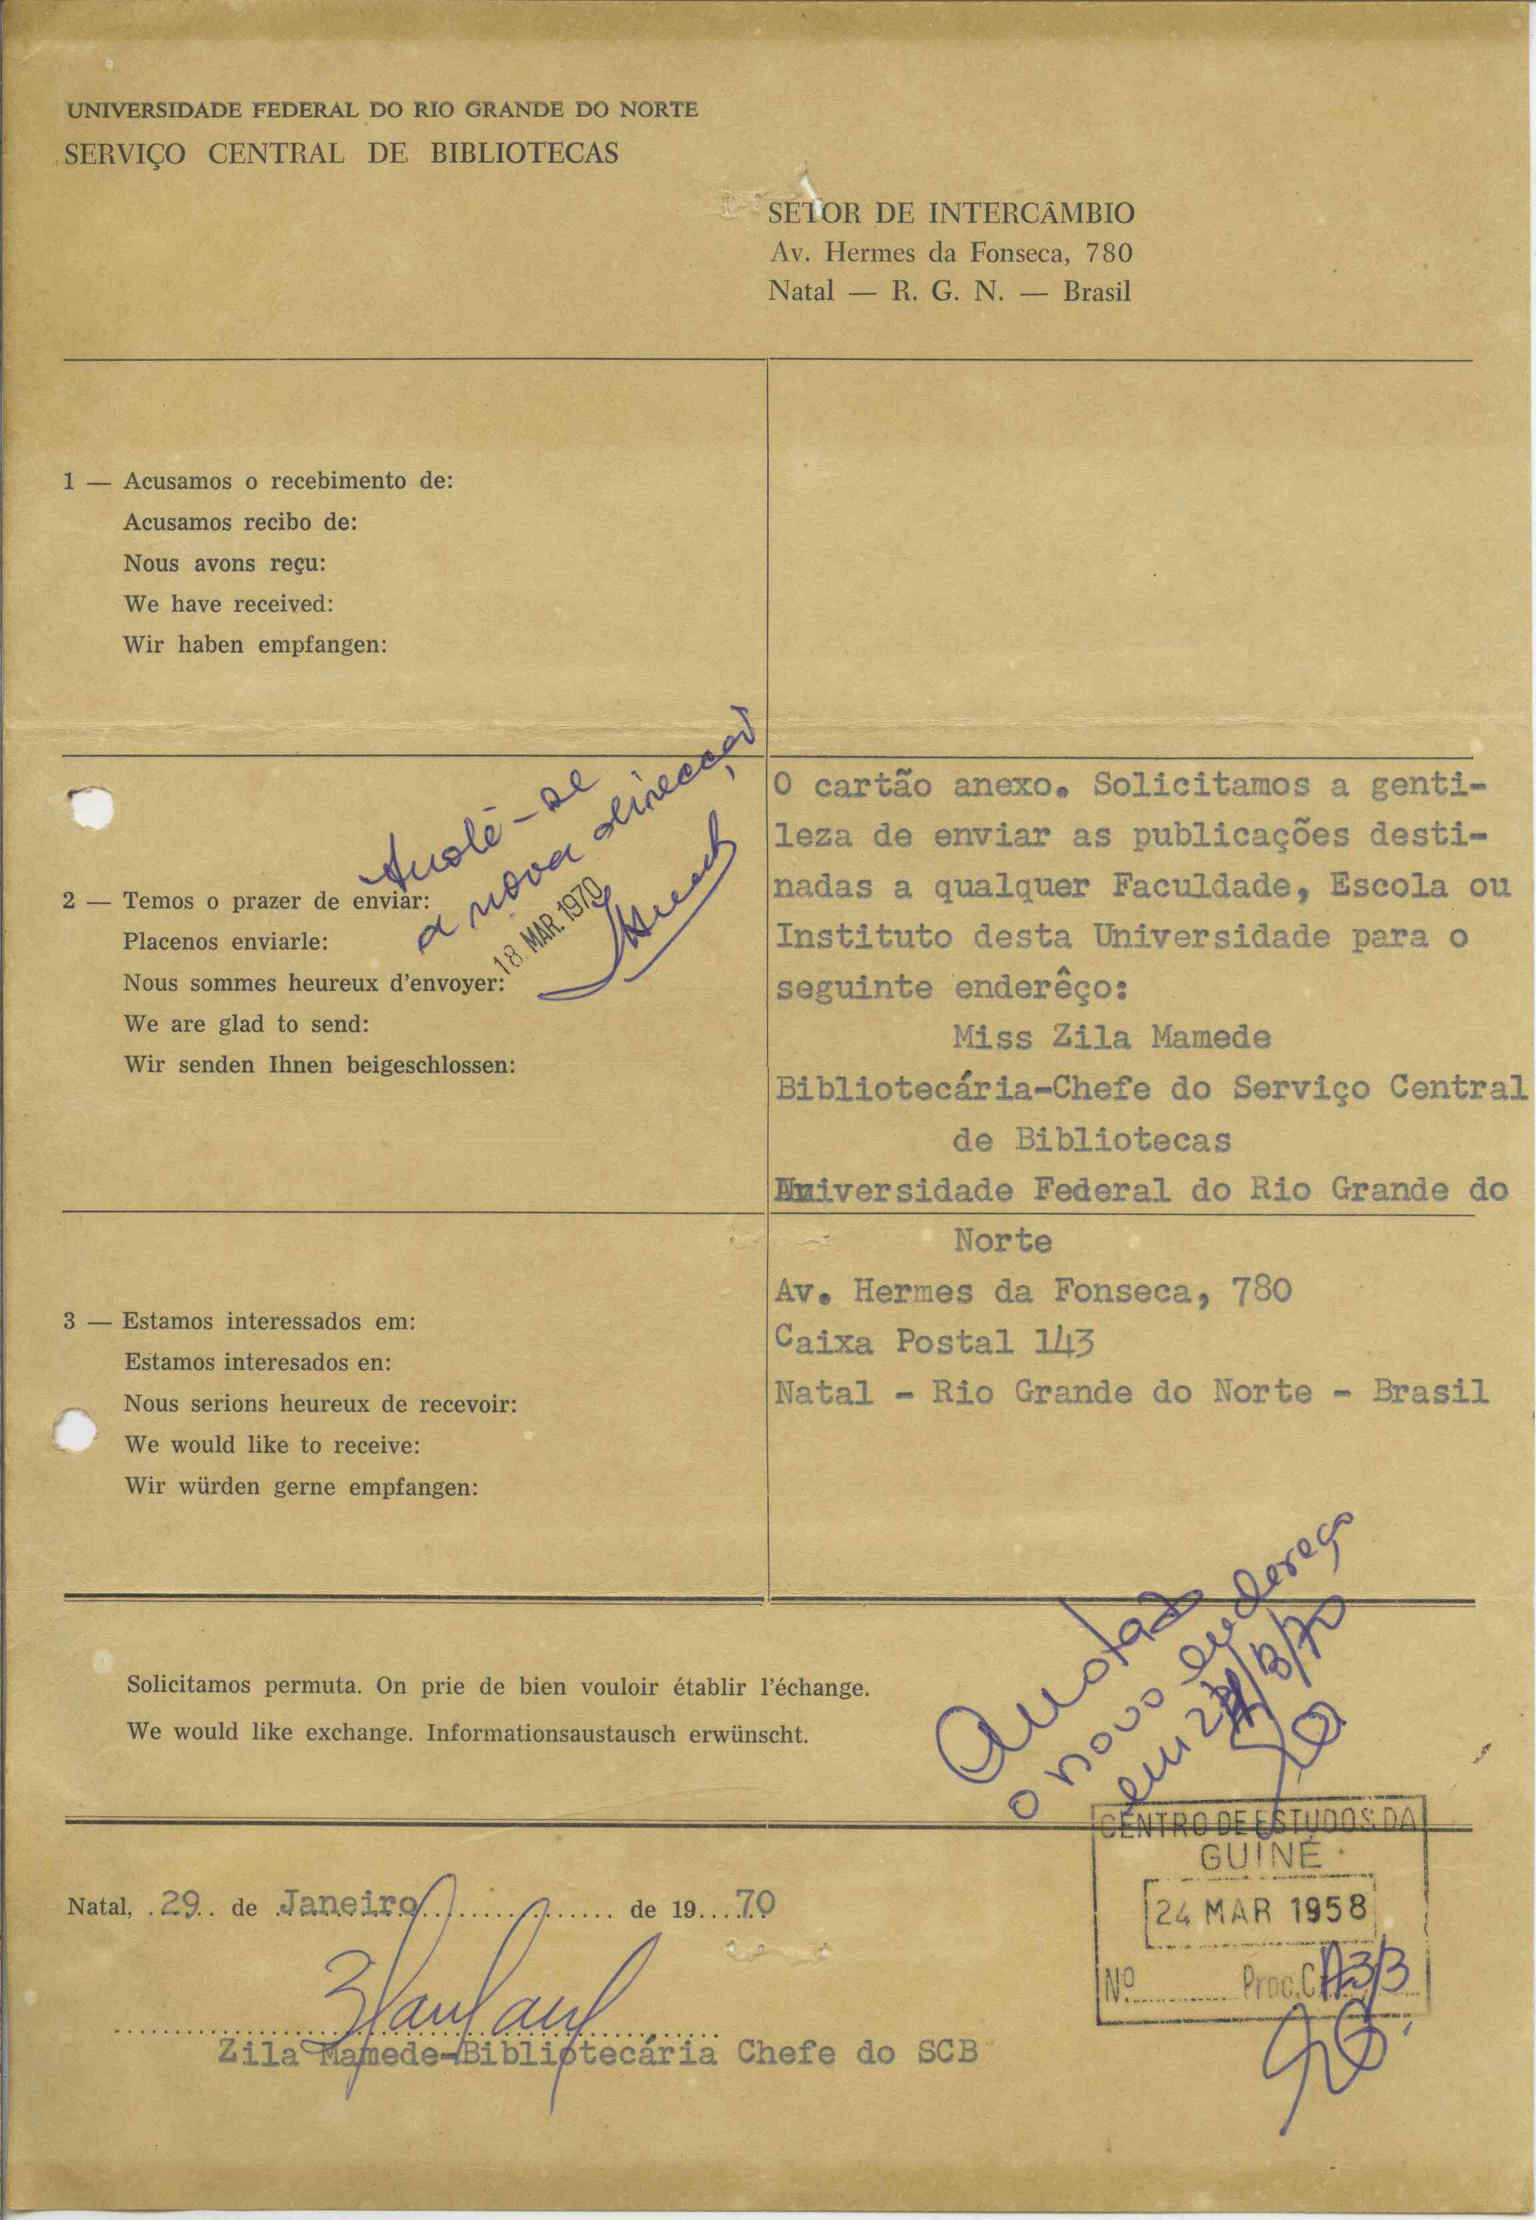 UNIVERSIDADE FEDERAL DO RIO GRANDE DO NORTE
SERVIÇO CENTRAL DE BIBLIOTECAS
SETOR DE INTERCÂMBIO
Av. Hermes da Fonseca, 780
Natal — R. G. N. — Brasil
1 — Acusamos o recebimento de:
Acusamos recibo de:
Nous avons reçu:
We have received:
Wir haben empfangen:
Anote-se
a nova direcção
18. MAR. 1970
2 — Temos o prazer de enviar:
Placenos enviarle:
Nous sommes heureux d'envoyer:
We are glad to send:
Wir senden Ihnen beigeschlossen:
O cartão anexo. Solicitamos a genti-
leza de enviar as publicações desti-
nadas a qualquer Faculdade, Escola ou
Instituto desta Universidade para o
seguinte enderêço:
Miss Zila Mamede
Bibliotecária-Chefe do Serviço Central
de Bibliotecas
Universidade Federal do Rio Grande do
Norte
Av. Hermes da Fonseca, 780
Caixa Postal 143
Natal - Rio Grande do Norte - Brasil
3 — Estamos interessados em:
Estamos interesados en:
Nous serions heureux de recevoir:
We would like to receive:
Wir würden gerne empfangen:
Anotado
o novo endereço
em
Solicitamos permuta. On prie de bien vouloir établir l'échange.
We would like exchange. Informationsaustausch erwünscht.
CENTRO DE ESTUDOS DA
GUINÉ
24 MAR 1958
Nº Proc. C A3/3
Natal, 29 de Janeiro de 1970
Zila Mamede-Bibliotecária Chefe do SCB